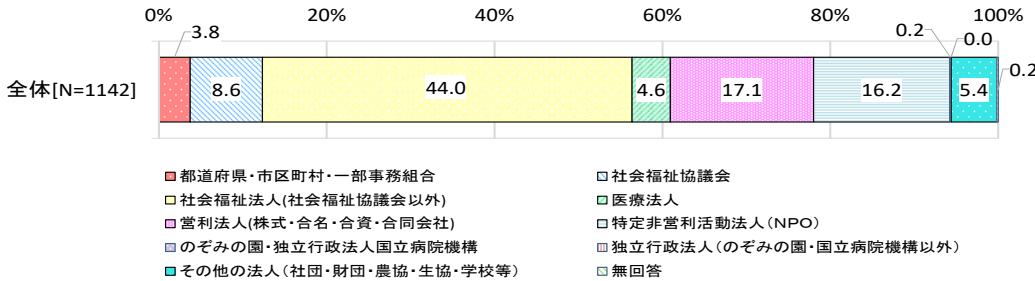 0% 20% 40% 60% 80% 100%
3.8 0.2 0.0
全体[N=1142] 8.6 44.0 4.6 17.1 16.2 5.4 0.2
都道府県・市区町村・一部事務組合 社会福祉協議会
社会福祉法人(社会福祉協議会以外) 医療法人
営利法人(株式・合名・合資・合同会社) 特定非営利活動法人(NPO)
のぞみの園・独立行政法人国立病院機構 独立行政法人(のぞみの園・国立病院機構以外)
その他の法人(社団・財団・農協・生協・学校等) 無回答